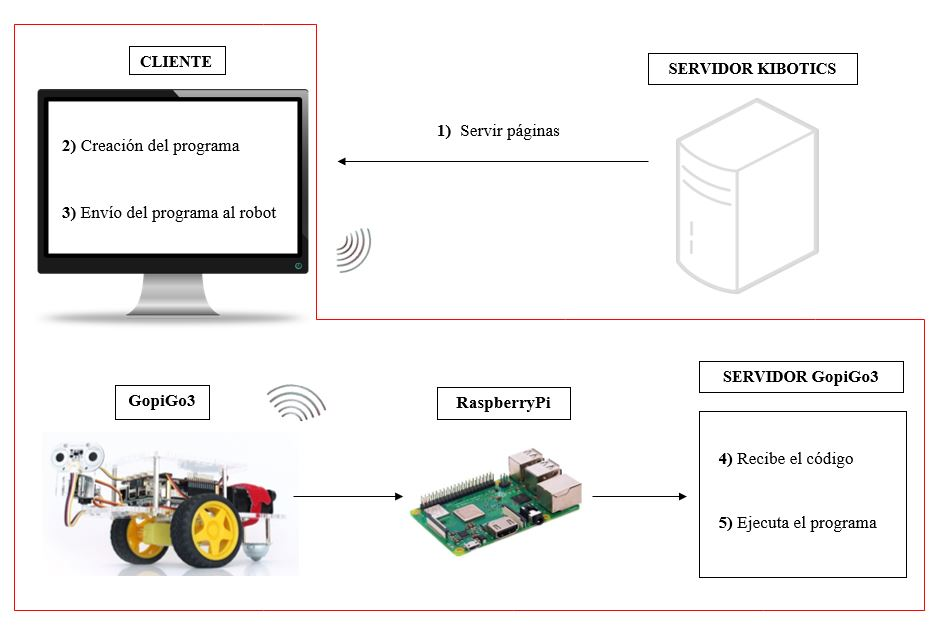 CLIENTE
SERVIDOR KIBOTICS
1) Servir páginas
2) Creación del programa
3) Envío del programa al robot
GopiGo3
RaspberryPi
SERVIDOR GopiGo3
4) Recibe el código
5) Ejecuta el programa